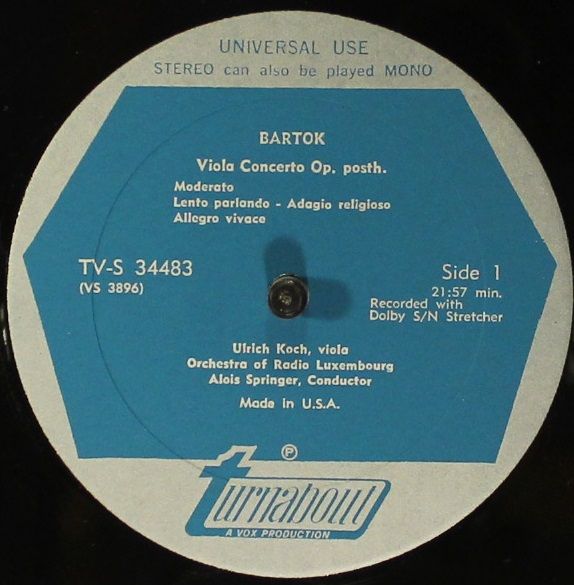 UNIVERSAL USE
STEREO can also be played MONO
BARTOK
Viola Concerto Op. posth.
Moderato
Lento parlando - Adagio religioso
Allegro vivace
TV-S 34483
(VS 3896)
Side 1
21:57 min.
Recorded with
Dolby S/N Stretcher
Ulrich Koch, viola
Orchestra of Radio Luxembourg
Alois Springer, Conductor
Made in U.S.A.
℗
turnabout
A VOX PRODUCTION